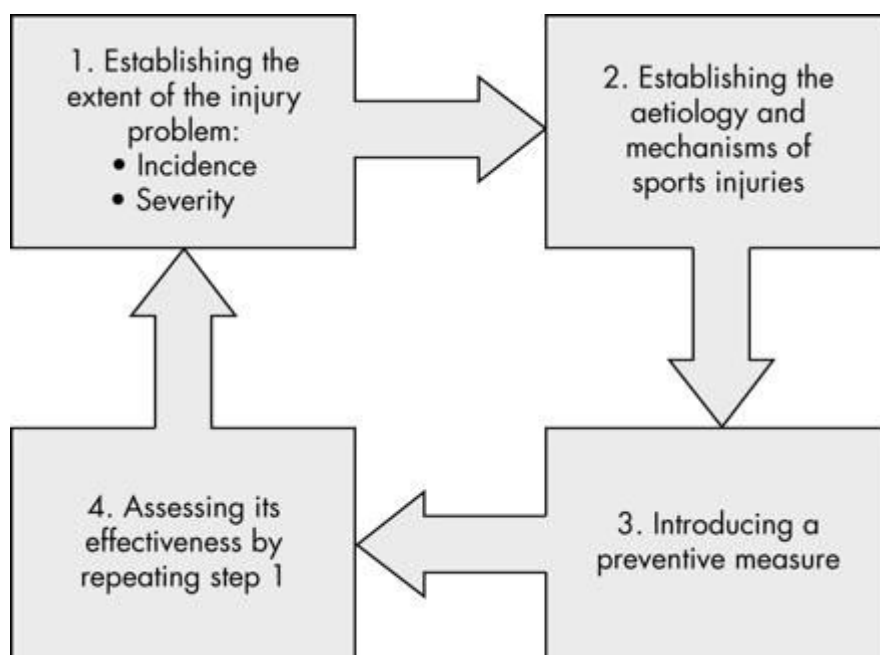 1. Establishing the
extent of the injury
problem:
• Incidence
• Severity
2. Establishing the
aetiology and
mechanisms of
sports injuries
3. Introducing a
preventive measure
4. Assessing its
effectiveness by
repeating step 1